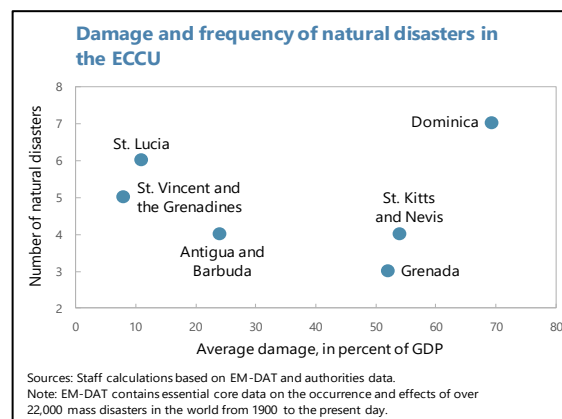 Damage and frequency of natural disasters in
the ECCU
Number of natural disasters
8
7
6
5
4
3
2
Dominica
St. Lucia
St. Vincent and
the Grenadines
St. Kitts
and Nevis
Antigua and
Barbuda
Grenada
0
10
20
30
40
50
60
70
80
Average damage, in percent of GDP
Sources: Staff calculations based on EM-DAT and authorities data.
Note: EM-DAT contains essential core data on the occurrence and effects of over
22,000 mass disasters in the world from 1900 to the present day.